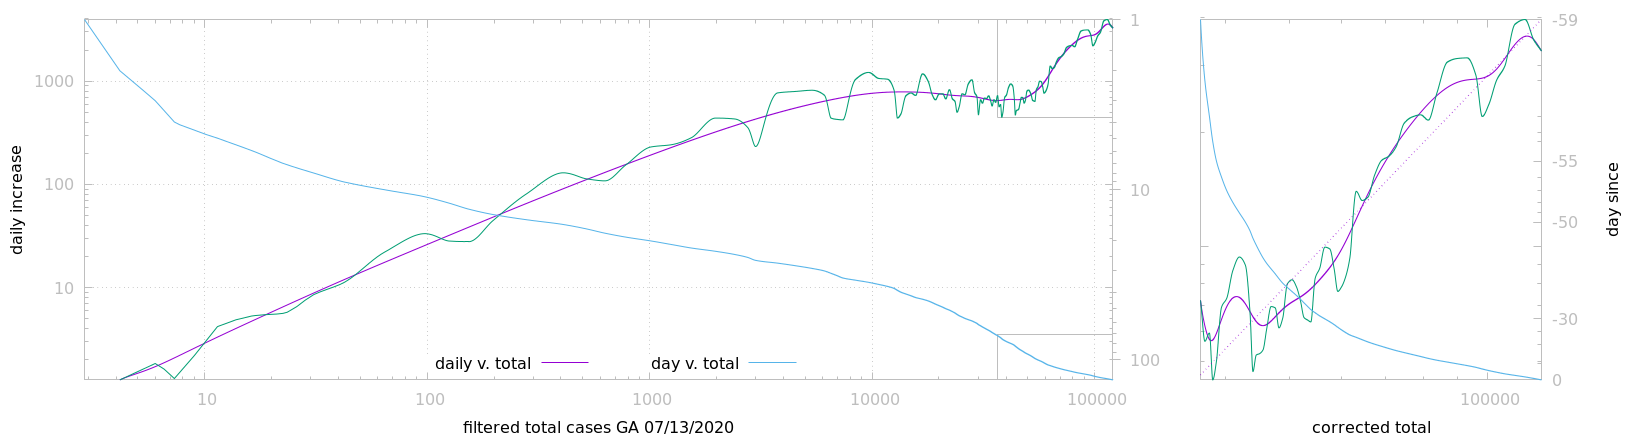 1000
100
10
daily increase
1
10
100
daily v. total
day v. total
10
100
1000
10000
100000
filtered total cases GA 07/13/2020
-59
-55
-50
-30
0
day since
100000
corrected total